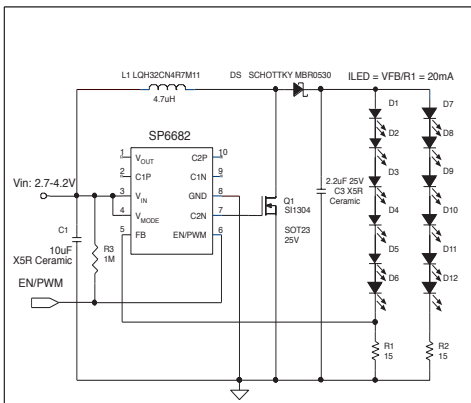 L1 LQH32CN4R7M11
4.7uH
DS SCHOTTKY MBR0530
ILED = VFB/R1 = 20mA
SP6682
1 VOUT C2P 10
2 C1P C1N 9
3 VIN GND 8
4 VMODE C2N 7
5 FB EN/PWM 6
Vin: 2.7-4.2V
C1
10uF
X5R Ceramic
R3
1M
EN/PWM
Q1
SI1304
SOT23
25V
2.2uF 25V
C3 X5R
Ceramic
D1
D2
D3
D4
D5
D6
D7
D8
D9
D10
D11
D12
R1
15
R2
15